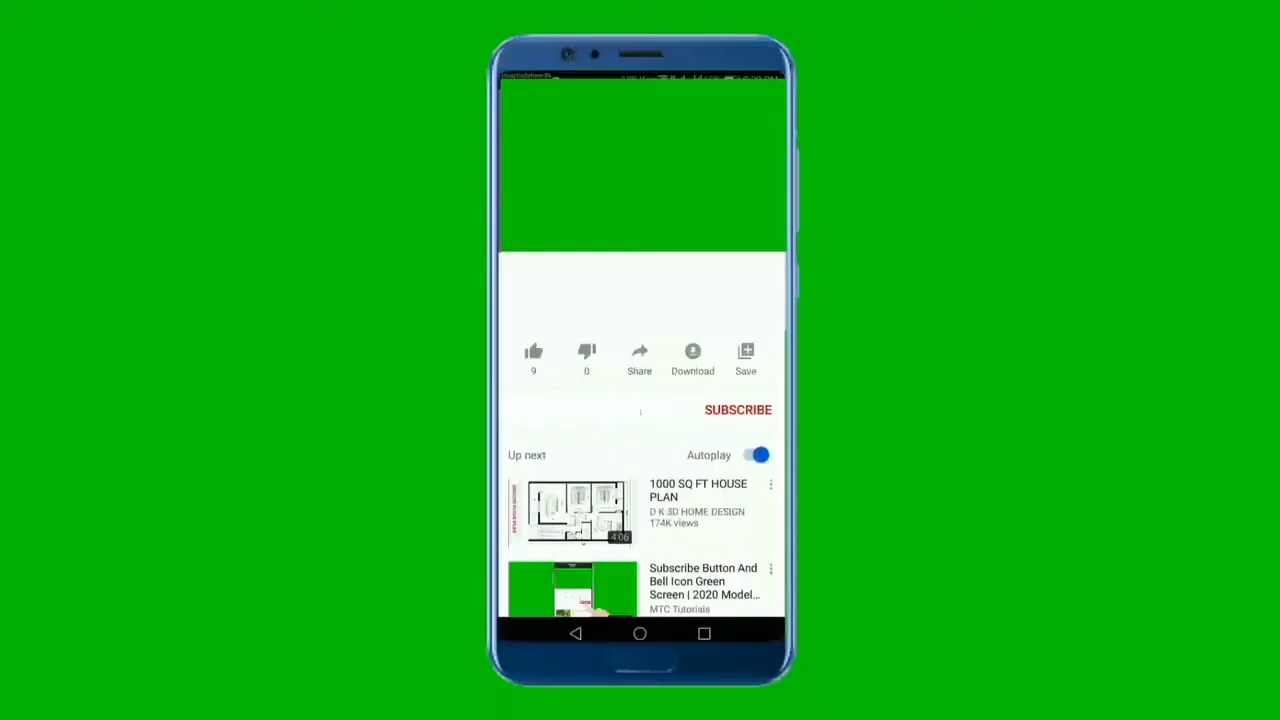 9
0
Share
Download
Save
SUBSCRIBE
Up next
Autoplay
1000 SQ FT HOUSE
PLAN
D K 3D HOME DESIGN
174K views
4:06
Subscribe Button And
Bell Icon Green
Screen | 2020 Model...
MTC Tutorials